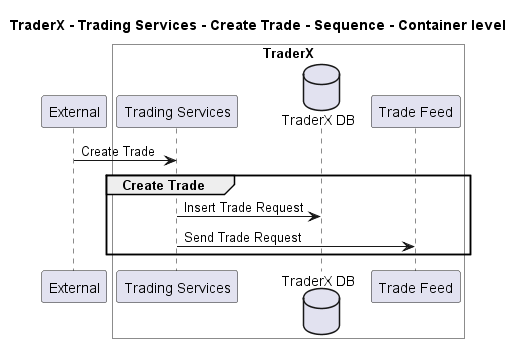 TraderX - Trading Services - Create Trade - Sequence - Container level
TraderX
External
Trading Services
TraderX DB
Trade Feed
Create Trade
Create Trade
Insert Trade Request
Send Trade Request
External
Trading Services
TraderX DB
Trade Feed